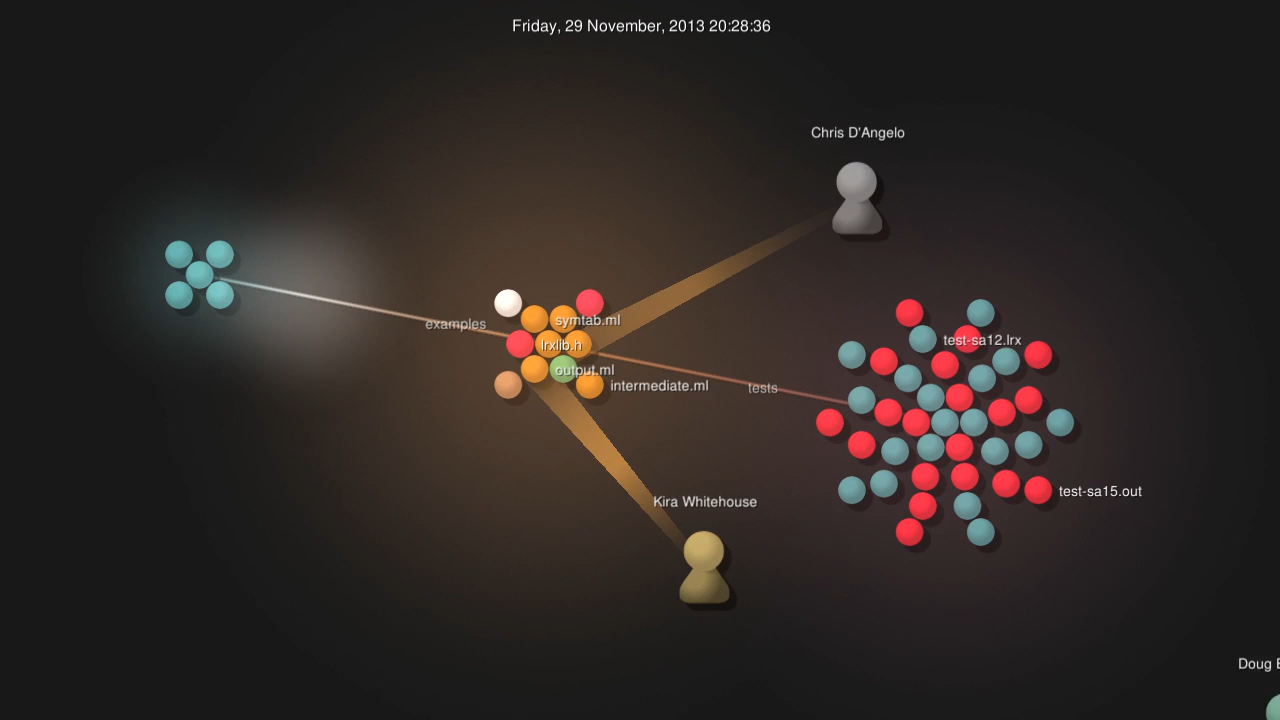 Friday, 29 November, 2013 20:28:36
Chris D'Angelo
examples
symtab.ml
lrxlib.h
output.ml
intermediate.ml
tests
test-sa12.lrx
test-sa15.out
Kira Whitehouse
Doug